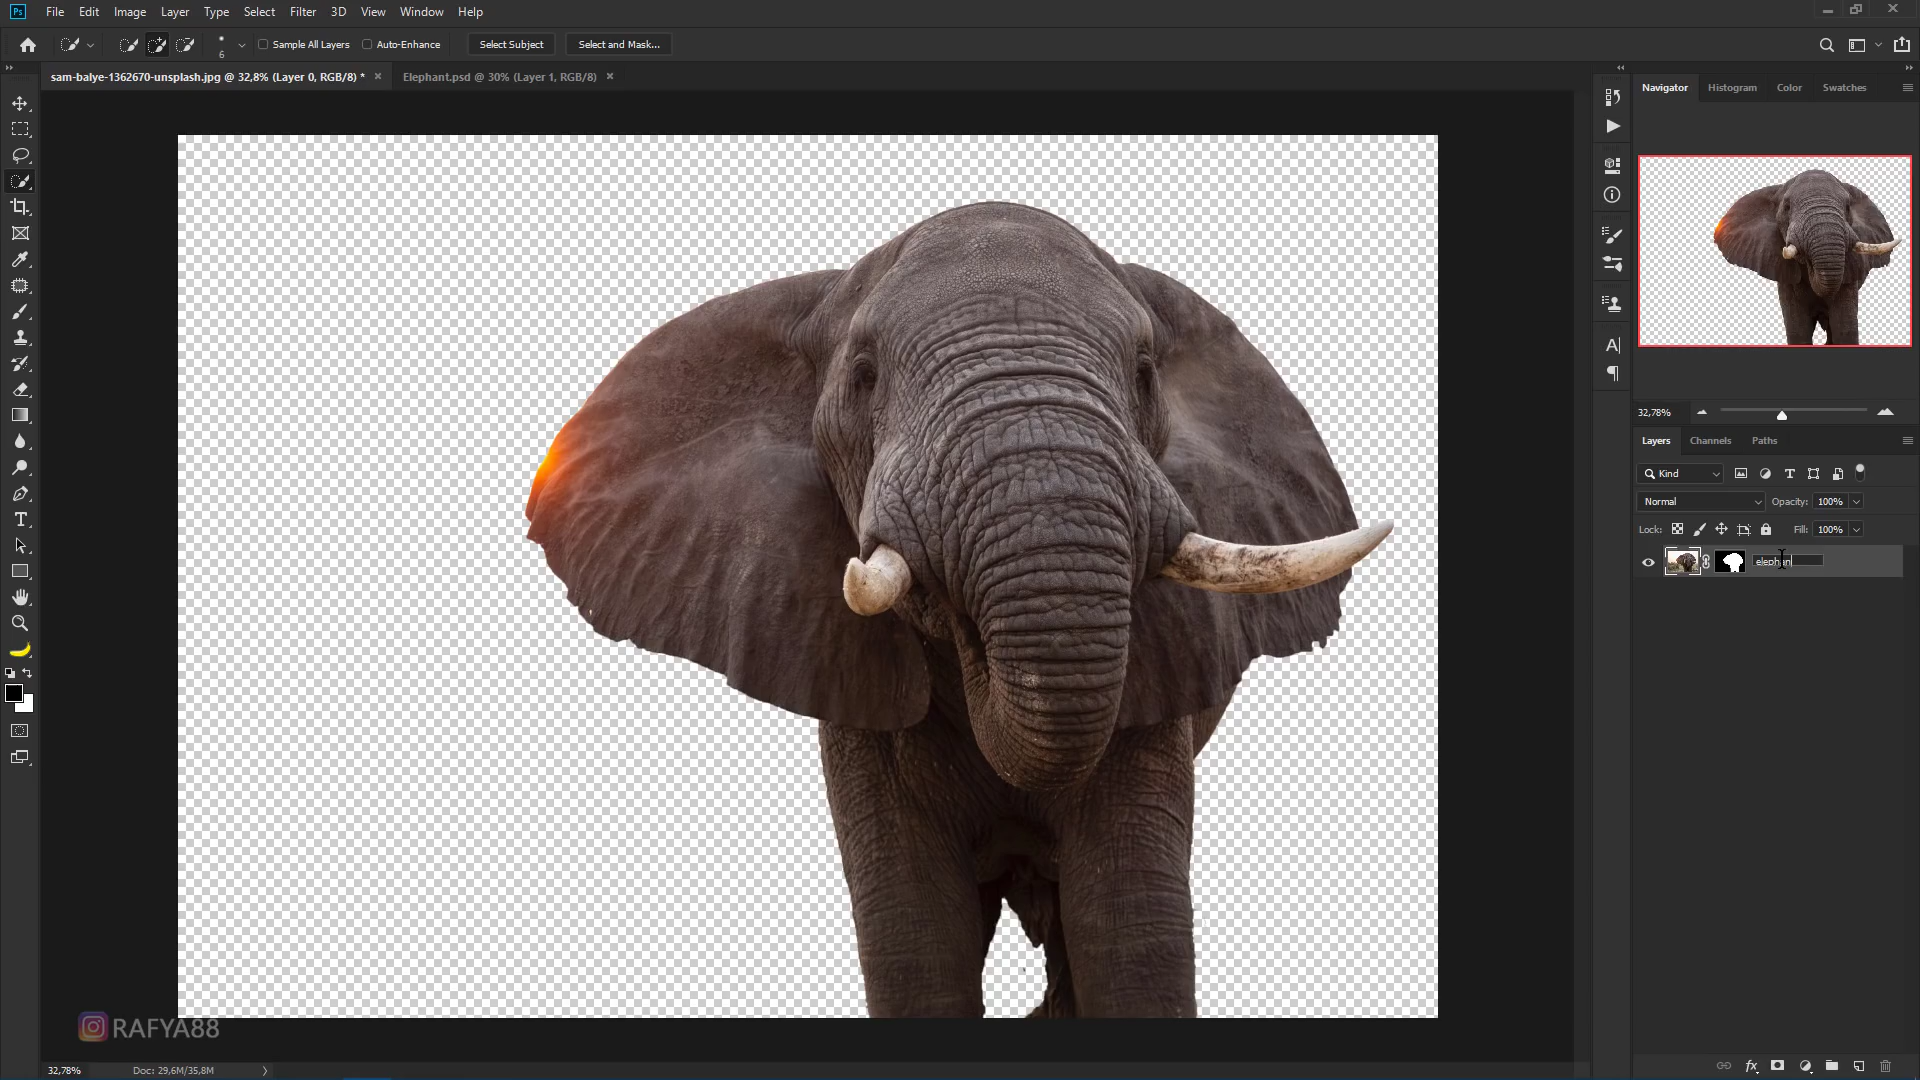 Ps File Edit Image Layer Type Select Filter 3D View Window Help
6 Sample All Layers Auto-Enhance Select Subject Select and Mask...
sam-balye-1362670-unsplash.jpg @ 32,8% (Layer 0, RGB/8) * × Elephant.psd @ 30% (Layer 1, RGB/8) ×
Navigator Histogram Color Swatches
32,78%
Layers Channels Paths
Kind
Normal Opacity: 100%
Lock: Fill: 100%
elephan
RAFYA88
32,78% Doc: 29,6M/35,8M